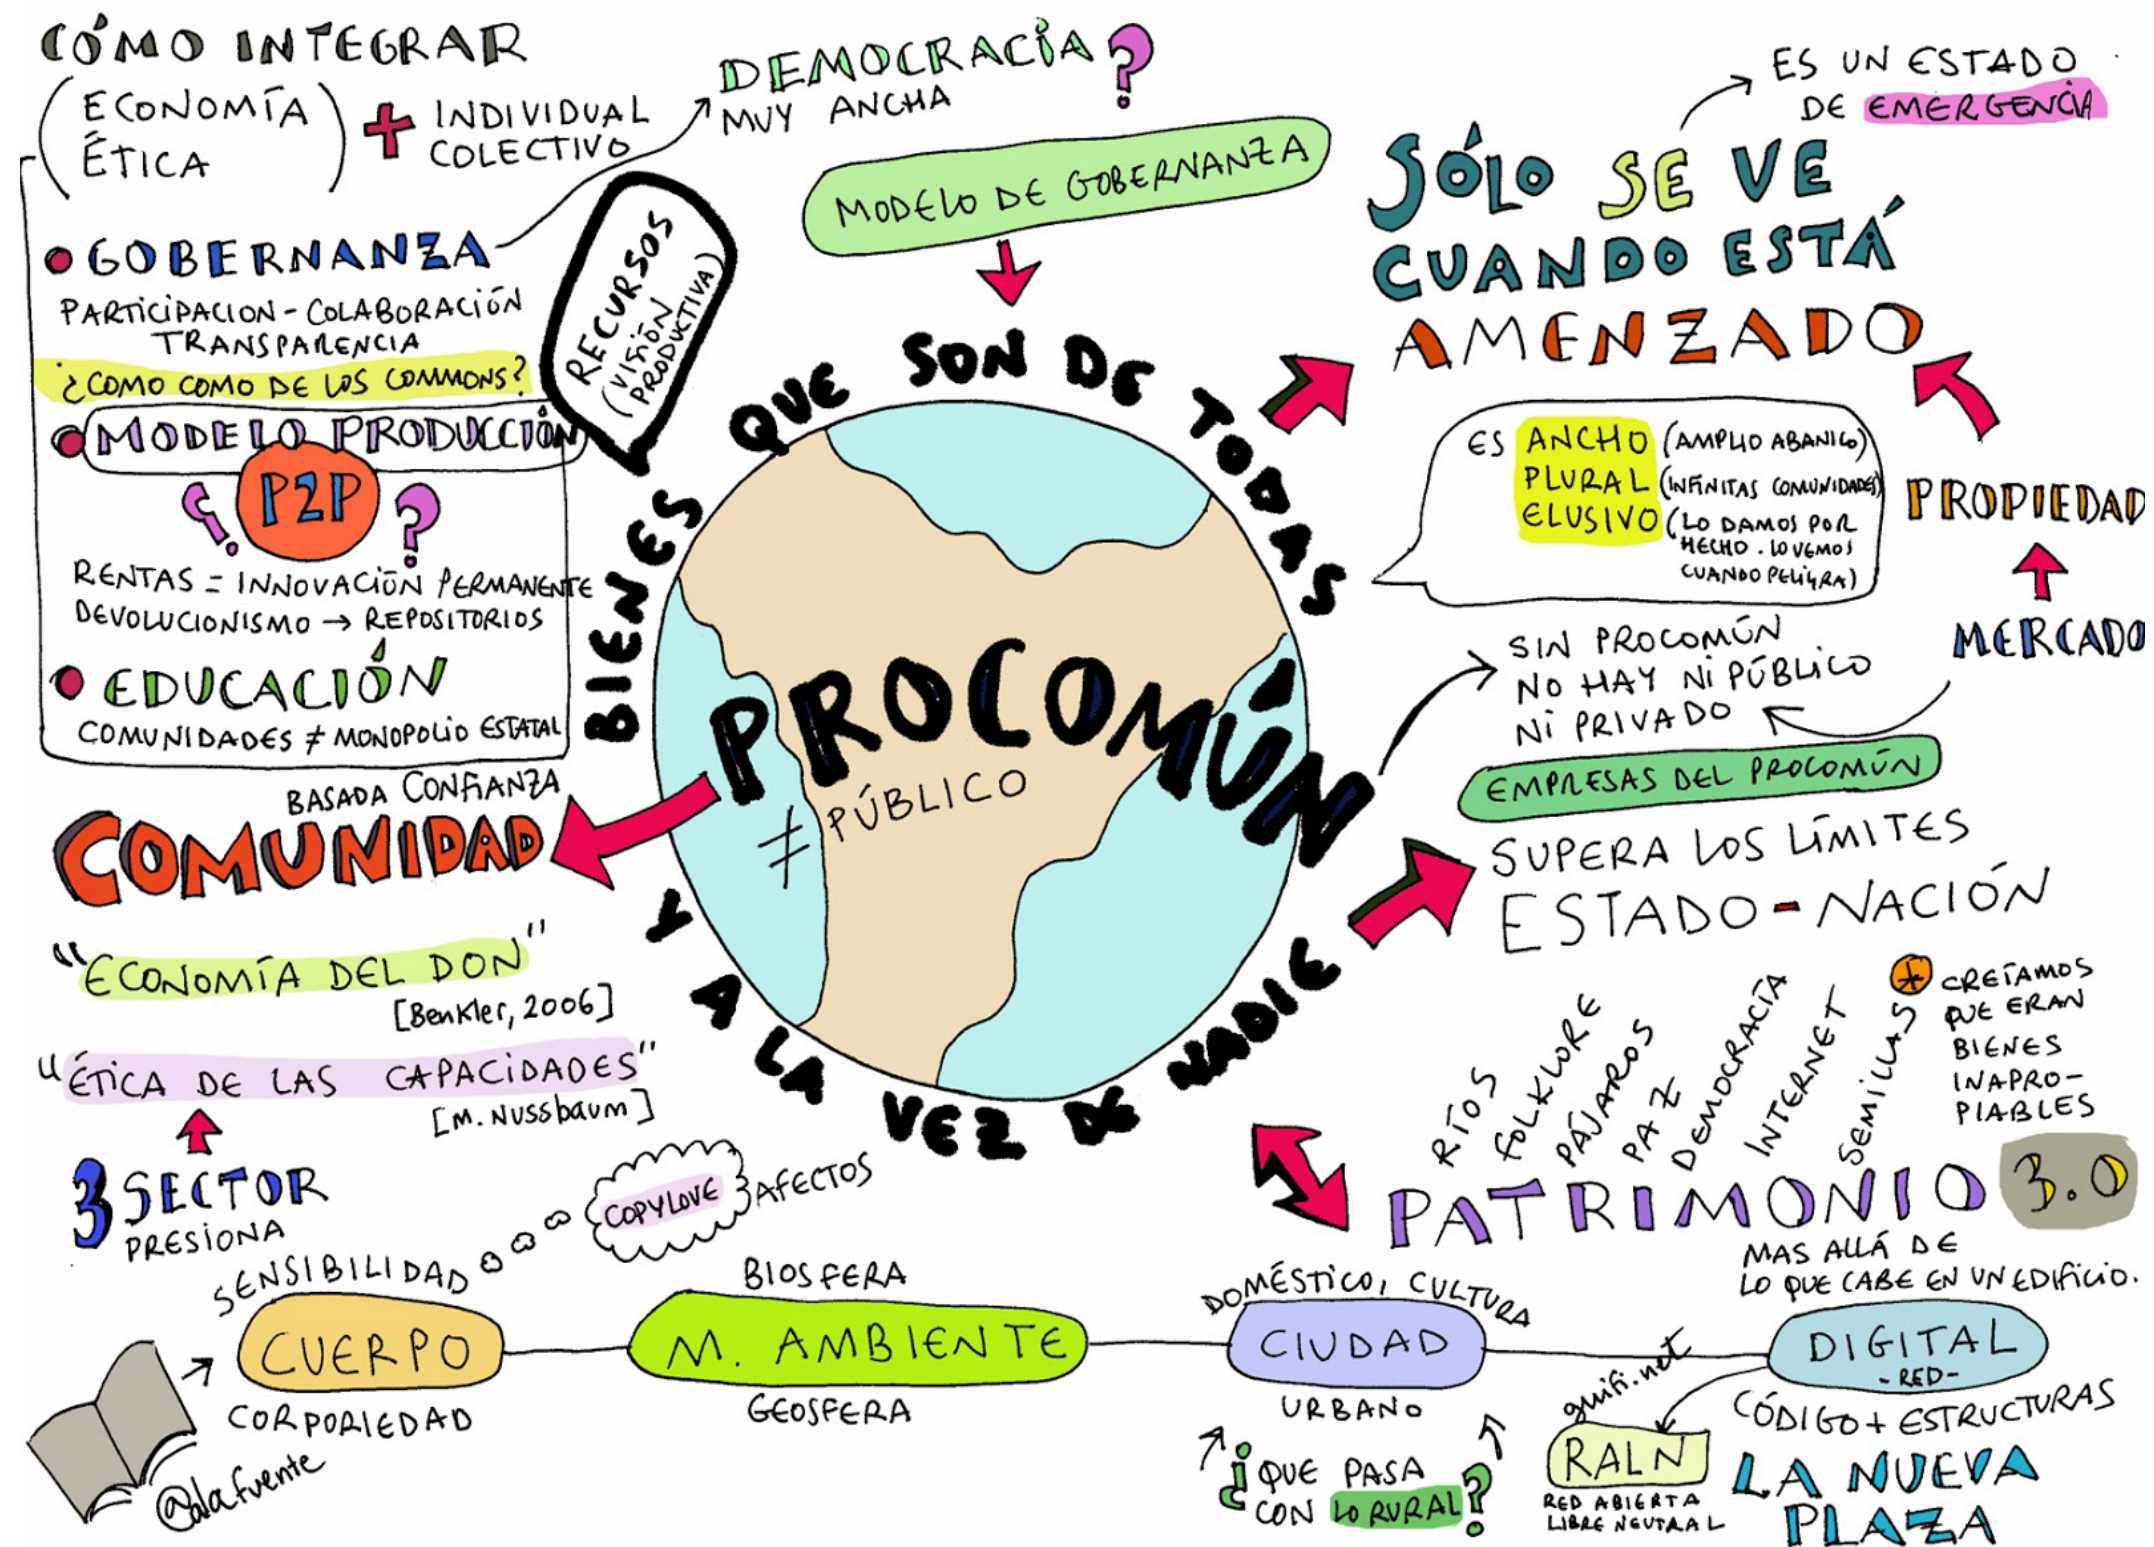 CÓMO INTEGRAR
(ECONOMÍA
ÉTICA)
+ INDIVIDUAL
COLECTIVO
DEMOCRACIA?
MUY ANCHA
MODELO DE GOBERNANZA
ES UN ESTADO
DE EMERGENCIA
SÓLO SE VE
CUANDO ESTÁ
AMENZADO
• GOBERNANZA
PARTICIPACION - COLABORACIÓN
TRANSPARENCIA
¿COMO COMO DE LOS COMMONS?
• MODELO PRODUCCIÓN
¿P2P?
RENTAS = INNOVACIÓN PERMANENTE
DEVOLUCIONISMO → REPOSITORIOS
• EDUCACIÓN
COMUNIDADES ≠ MONOPOLIO ESTATAL
RECURSOS
(VISIÓN
PRODUCTIVA)
BIENES QUE SON DE TODAS
Y A LA VEZ DE NADIE
PROCOMÚN
≠ PÚBLICO
ES ANCHO (AMPLIO ABANICO)
PLURAL (INFINITAS COMUNIDADES)
ELUSIVO (LO DAMOS POR
HECHO. LO VEMOS
CUANDO PELIGRA)
PROPIEDAD
MERCADO
SIN PROCOMÚN
NO HAY NI PÚBLICO
NI PRIVADO
EMPRESAS DEL PROCOMÚN
SUPERA LOS LÍMITES
ESTADO-NACIÓN
BASADA CONFIANZA
COMUNIDAD
"ECONOMÍA DEL DON"
[Benkler, 2006]
"ÉTICA DE LAS CAPACIDADES"
[M. Nussbaum]
3 SECTOR
PRESIONA
RÍOS
FOLKLORE
PÁJAROS
PAZ
DEMOCRACÍA
INTERNET
SEMILLAS
* CREÍAMOS
QUE ERAN
BIENES
INAPRO-
PIABLES
PATRIMONIO 3.0
MAS ALLÁ DE
LO QUE CABE EN UN EDIFICIO.
SENSIBILIDAD
COPYLOVE
AFECTOS
CUERPO
CORPORIEDAD
@alafuente
BIOSFERA
M. AMBIENTE
GEOSFERA
DOMÉSTICO, CULTURA
CIUDAD
URBANO
¿QUE PASA
CON LO RURAL?
DIGITAL
- RED -
CÓDIGO + ESTRUCTURAS
LA NUEVA
PLAZA
guifi.net
RALN
RED ABIERTA
LIBRE NEUTRAL